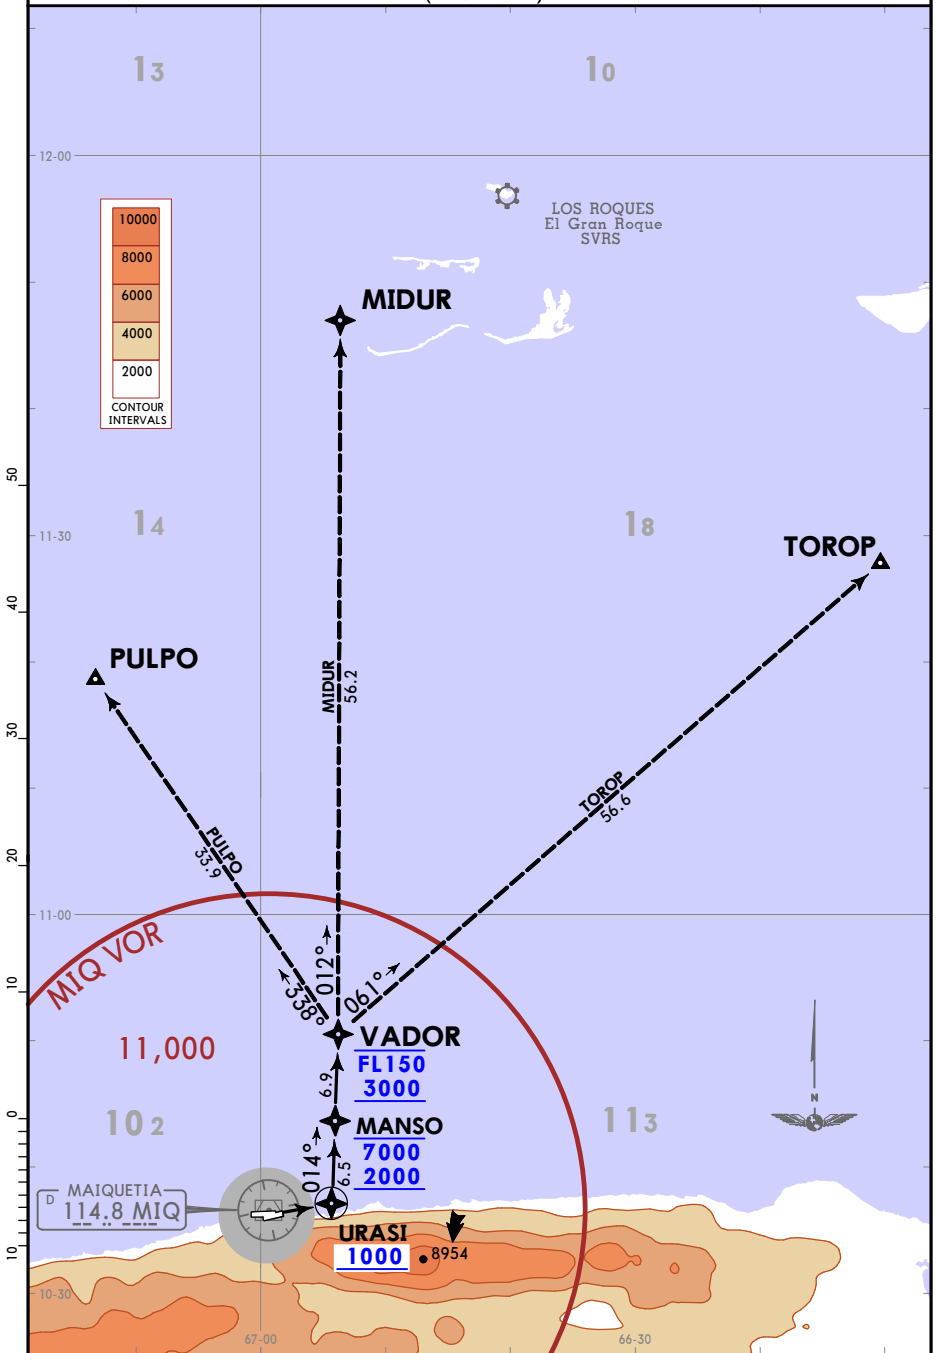 13
10
12-00
LOS ROQUES
El Gran Roque
SVRS
10000
8000
6000
4000
2000
CONTOUR
INTERVALS
MIDUR
50
14
18
11-30
TOROP
40
PULPO
MIDUR
56.2
30
TOROP
56.6
PULPO
33.9
20
11-00
MIQ VOR
10
338°
012°
061°
VADOR
FL150
3000
11,000
6.9
N
0
102
113
MANSO
7000
2000
014°
6.5
MAIQUETIA
D
114.8 MIQ
URASI
1000
8954
10
10-30
67-00
66-30